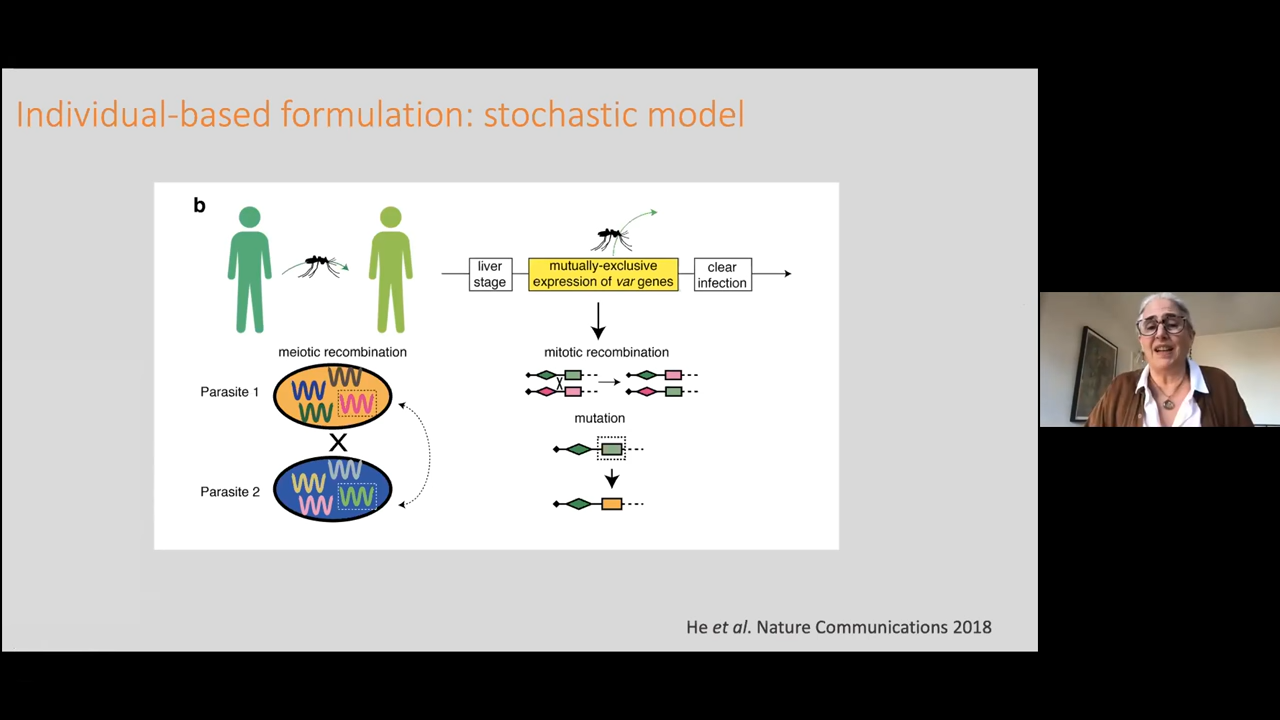 Individual-based formulation: stochastic model
b
liver
stage
mutually-exclusive
expression of var genes
clear
infection
meiotic recombination
Parasite 1
X
Parasite 2
mitotic recombination
X
mutation
He et al. Nature Communications 2018